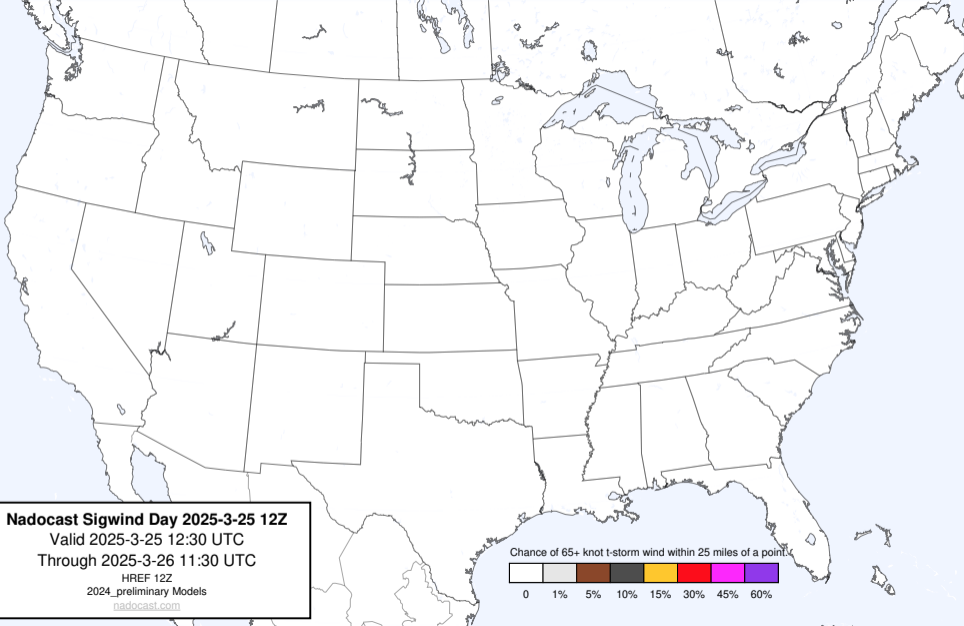 Nadocast Sigwind Day 2025-3-25 12Z
Valid 2025-3-25 12:30 UTC
Through 2025-3-26 11:30 UTC
HREF 12Z
2024_preliminary Models
nadocast.com
Chance of 65+ knot t-storm wind within 25 miles of a point.
0 1% 5% 10% 15% 30% 45% 60%